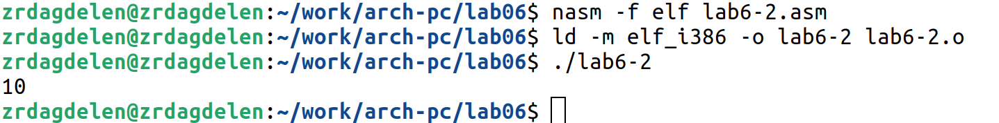 zrdagdelen@zrdagdelen:~/work/arch-pc/lab06$ nasm -f elf lab6-2.asm
zrdagdelen@zrdagdelen:~/work/arch-pc/lab06$ ld -m elf_i386 -o lab6-2 lab6-2.o
zrdagdelen@zrdagdelen:~/work/arch-pc/lab06$ ./lab6-2
10
zrdagdelen@zrdagdelen:~/work/arch-pc/lab06$